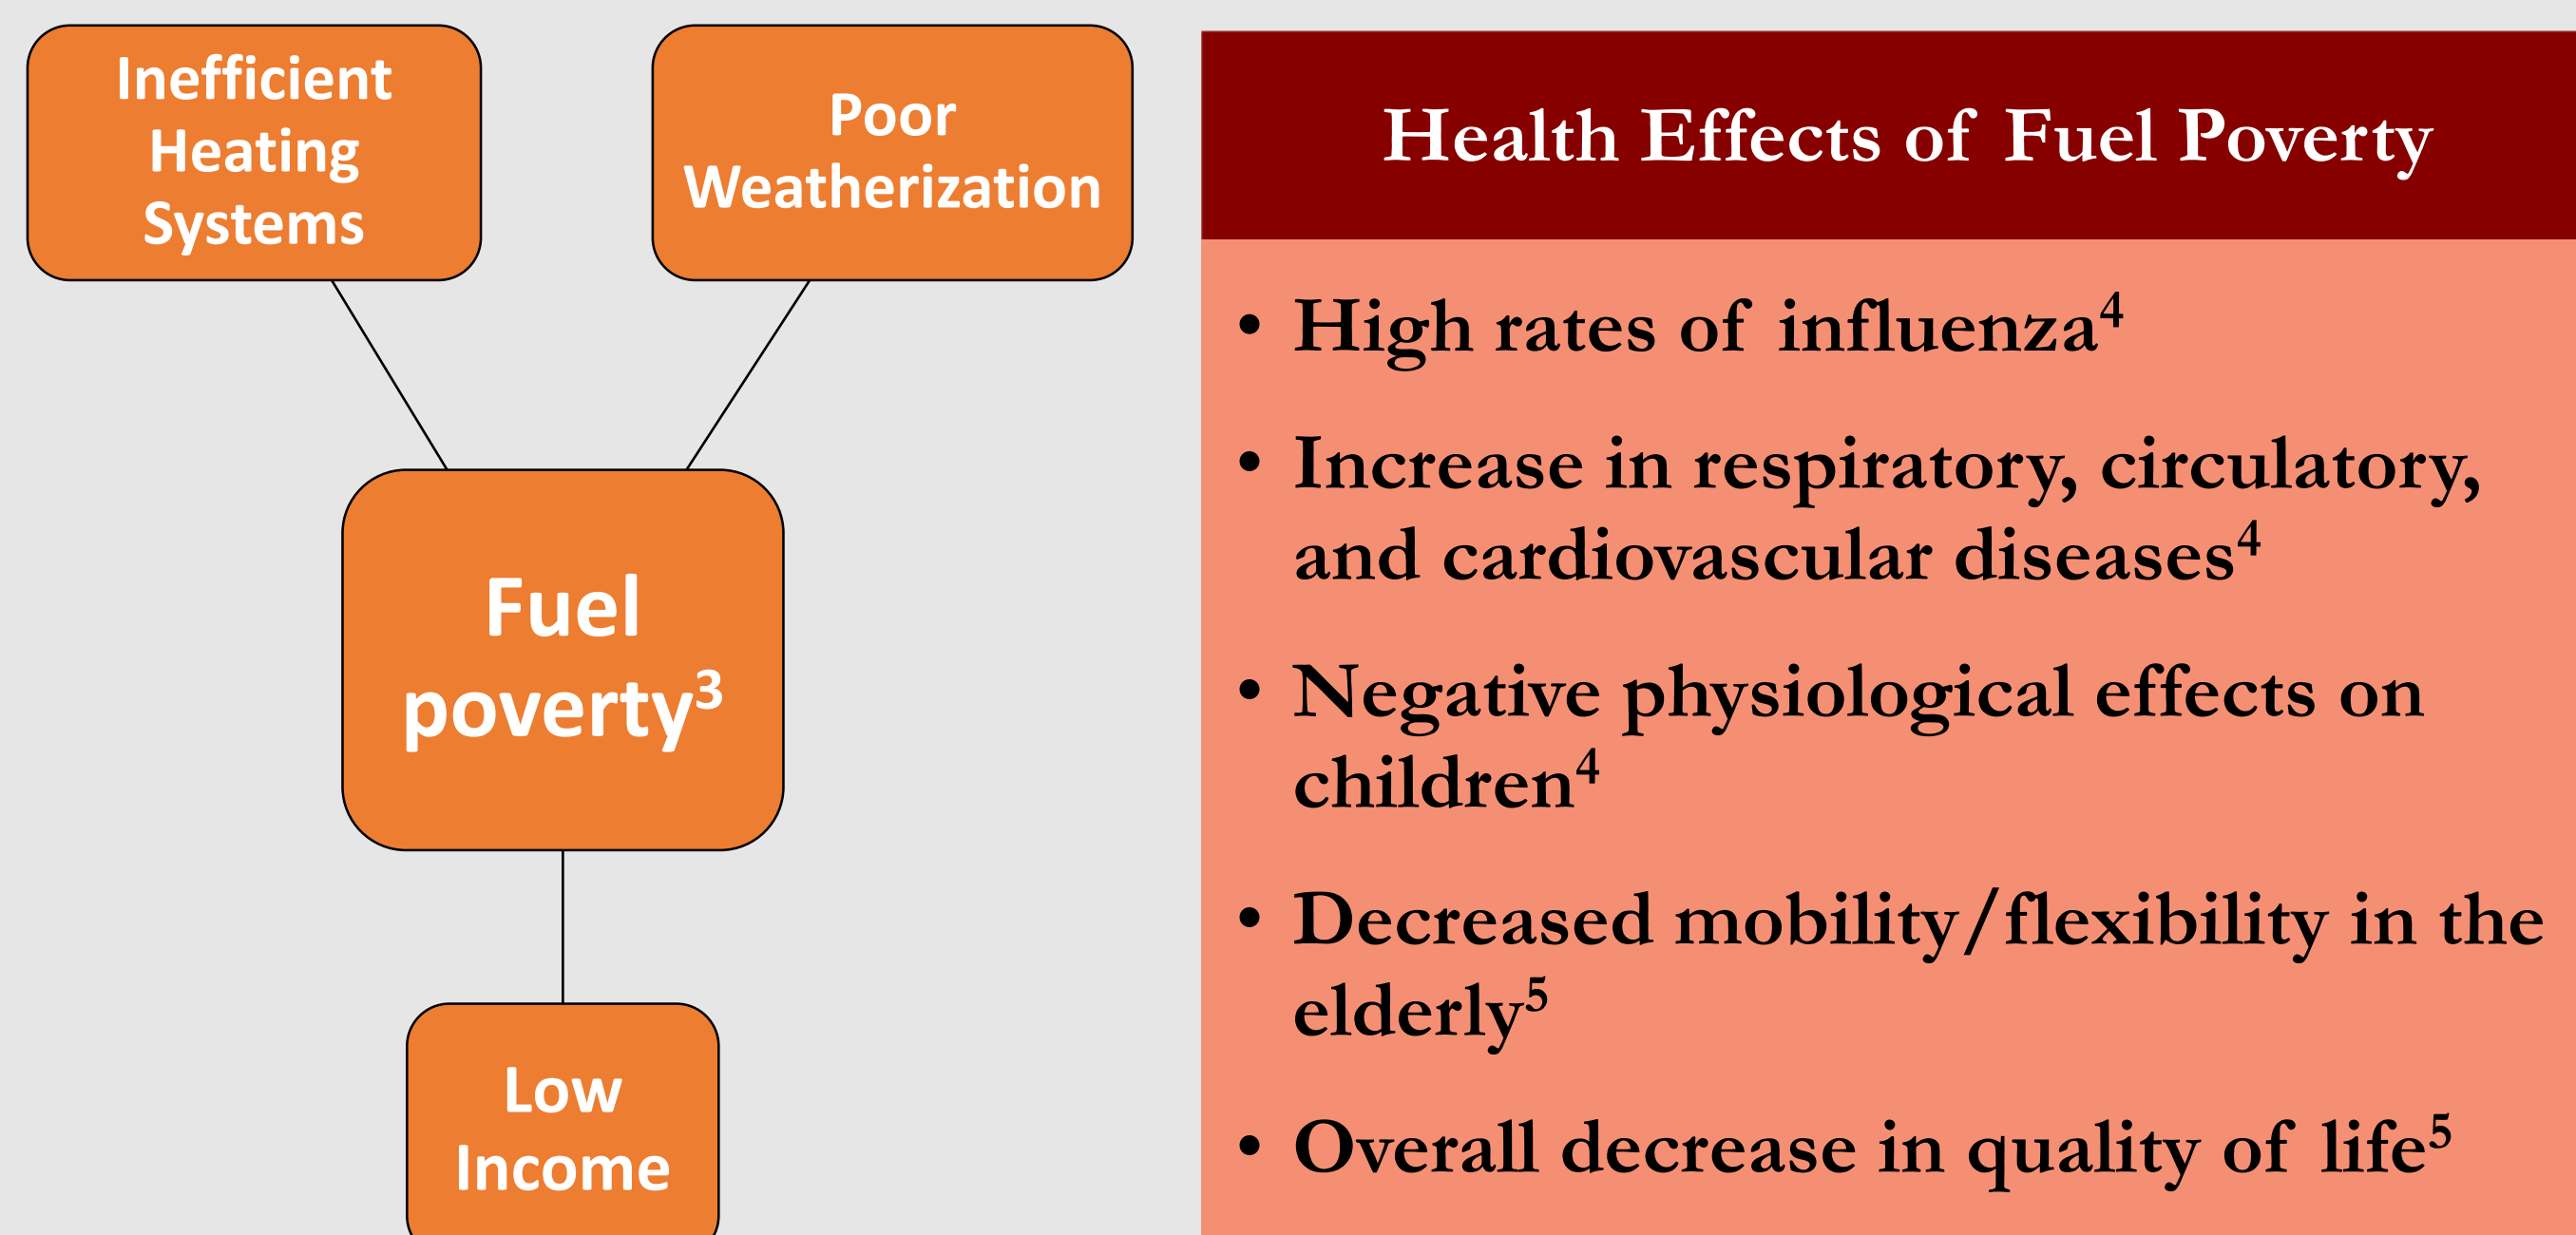 Inefficient
Heating
Systems
Poor
Weatherization
Fuel
poverty³
Low
Income
Health Effects of Fuel Poverty
• High rates of influenza⁴
• Increase in respiratory, circulatory,
and cardiovascular diseases⁴
• Negative physiological effects on
children⁴
• Decreased mobility/flexibility in the
elderly⁵
• Overall decrease in quality of life⁵